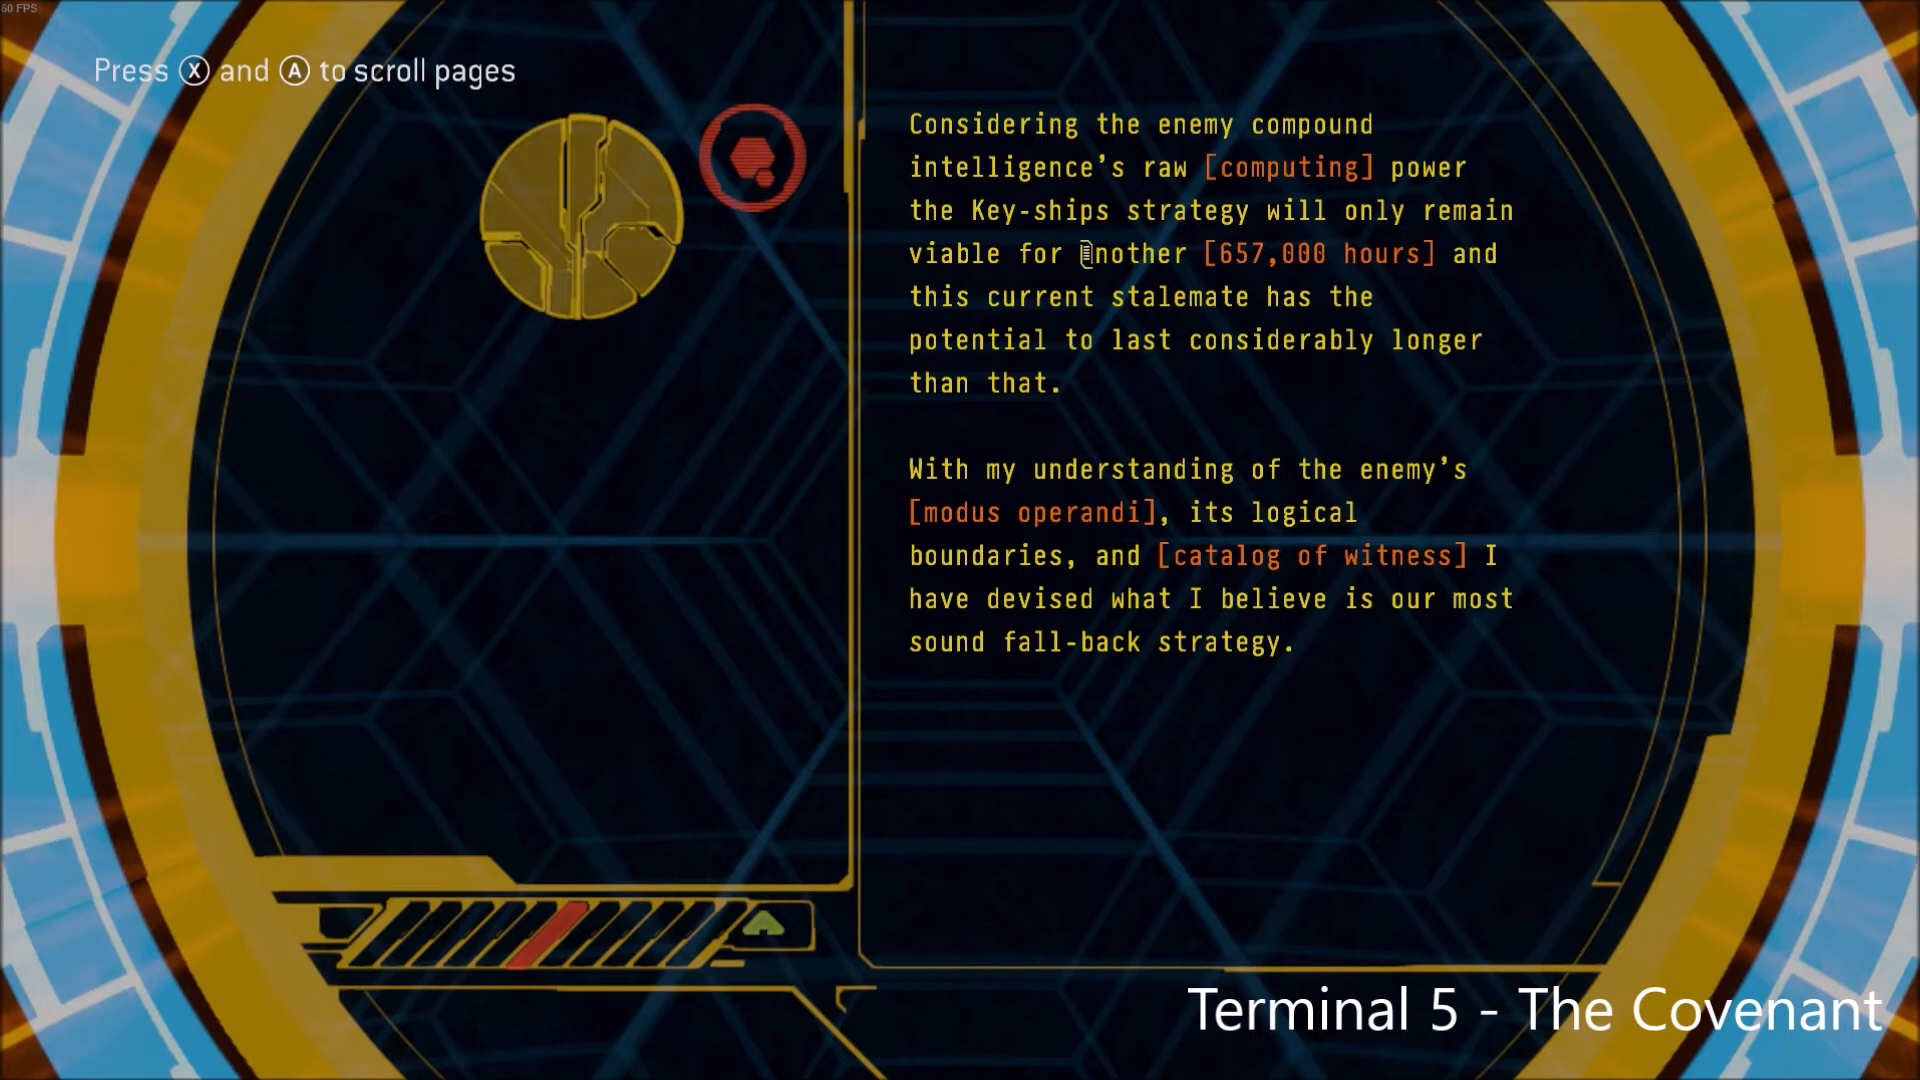 60 FPS
Press X and A to scroll pages
Considering the enemy compound
intelligence's raw [computing] power
the Key-ships strategy will only remain
viable for another [657,000 hours] and
this current stalemate has the
potential to last considerably longer
than that.
With my understanding of the enemy's
[modus operandi], its logical
boundaries, and [catalog of witness] I
have devised what I believe is our most
sound fall-back strategy.
Terminal 5 - The Covenant